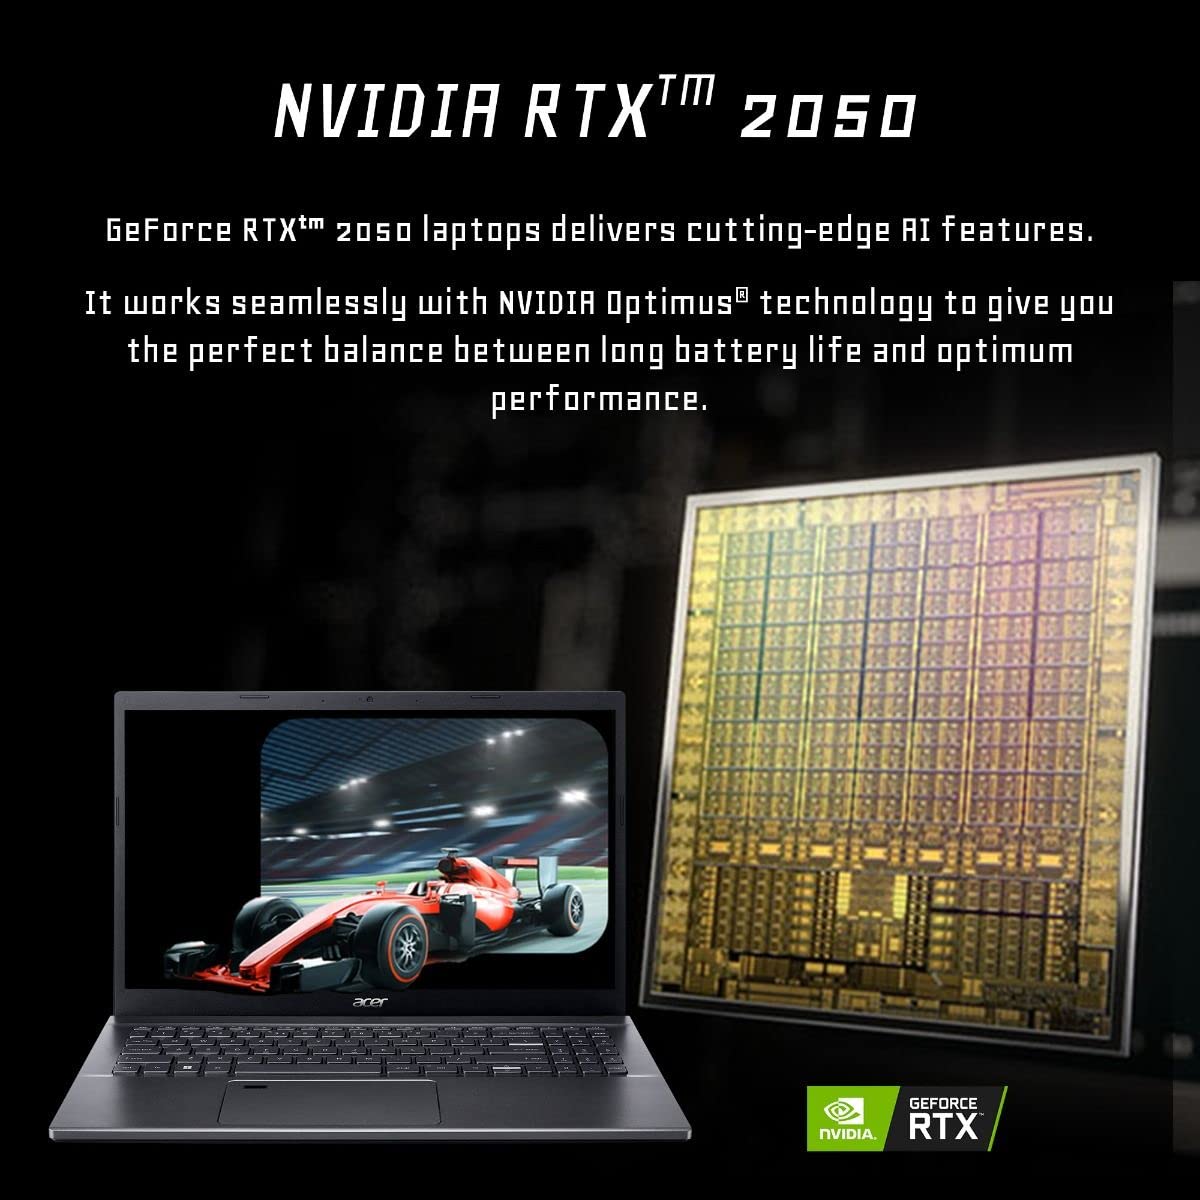 NVIDIA RTX™ 2050
GeForce RTX™ 2050 laptops delivers cutting-edge AI features.
It works seamlessly with NVIDIA Optimus® technology to give you
the perfect balance between long battery life and optimum
performance.
acer
NVIDIA.
GEFORCE
RTX™